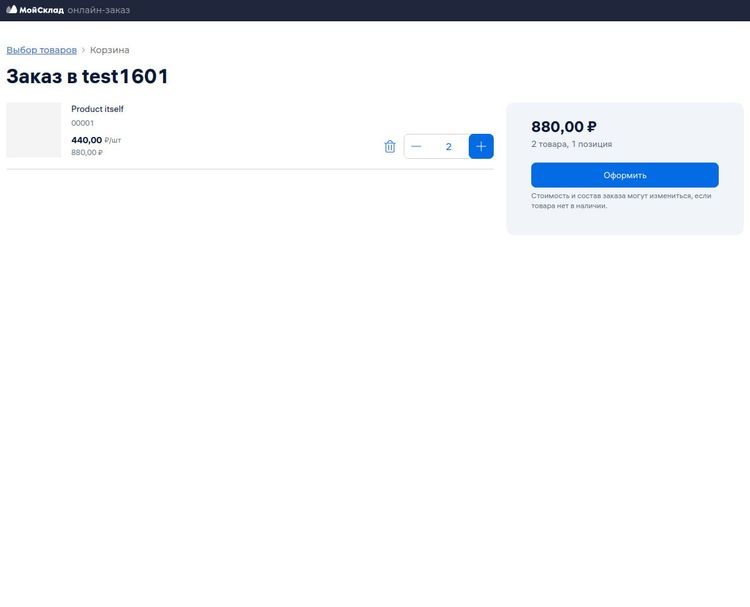 МойСклад онлайн-заказ
Выбор товаров > Корзина
Заказ в test1601
Product itself
00001
440,00 ₽/шт
880,00 ₽
2
880,00 ₽
2 товара, 1 позиция
Оформить
Стоимость и состав заказа могут измениться, если
товара нет в наличии.